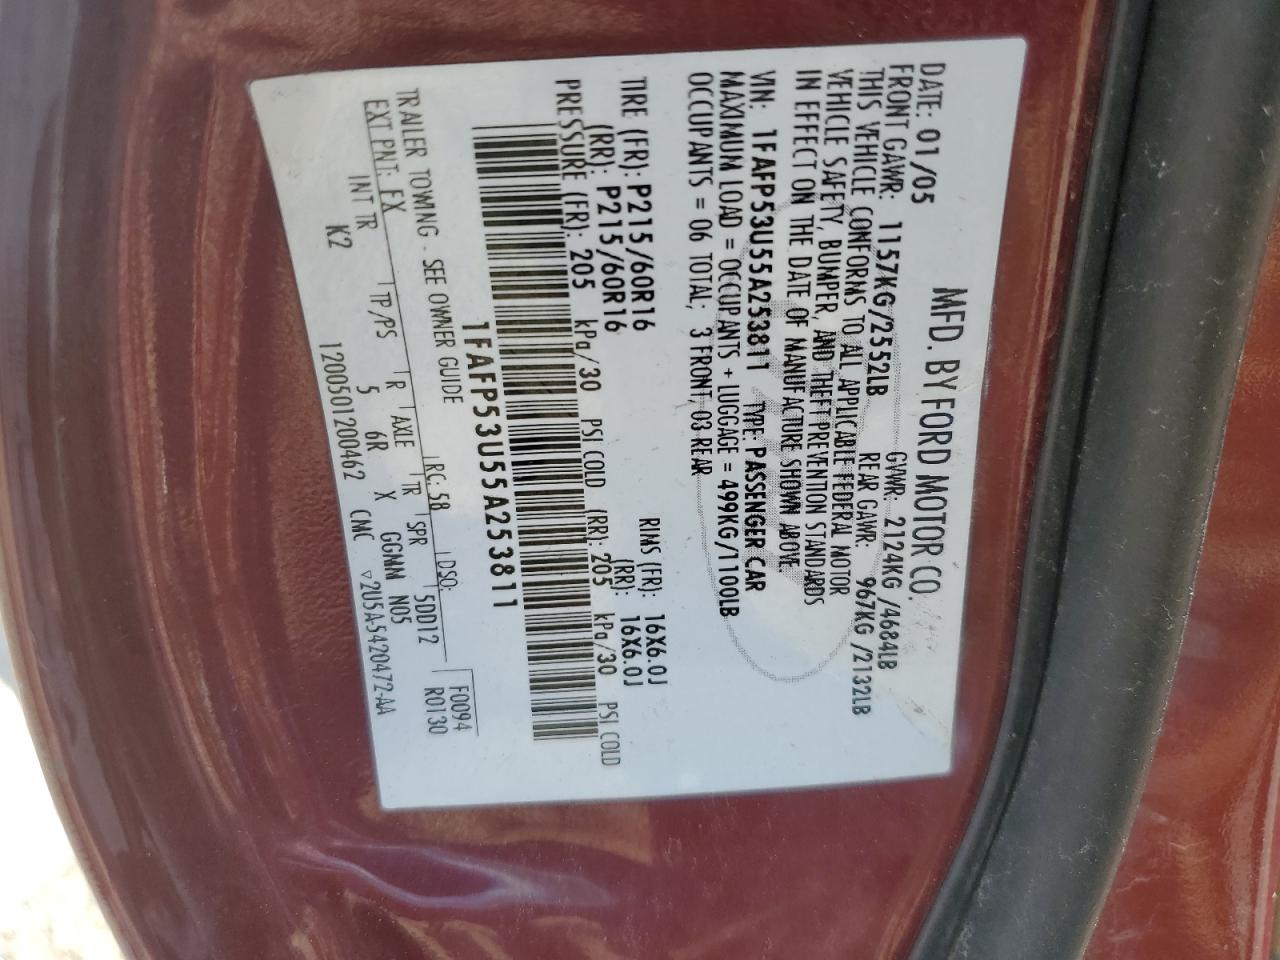 MFD. BY FORD MOTOR CO.
DATE: 01/05 GVWR: 2124KG /4684LB
FRONT GAWR: 1157KG/2552LB REAR GAWR: 967KG /2132LB
THIS VEHICLE CONFORMS TO ALL APPLICABLE FEDERAL MOTOR
VEHICLE SAFETY, BUMPER, AND THEFT PREVENTION STANDARDS
IN EFFECT ON THE DATE OF MANUFACTURE SHOWN ABOVE
VIN: 1FAFP53U55A253811 TYPE: PASSENGER CAR
MAXIMUM LOAD = OCCUPANTS + LUGGAGE = 499KG/1100LB
OCCUPANTS = 06 TOTAL; 3 FRONT, 03 REAR
TIRE (FR): P215/60R16 RIMS (FR): 16X6.0J
(RR): P215/60R16 (RR): 16X6.0J
PRESSURE (FR): 205 kPa/30 PSI COLD (RR): 205 kPa/30 PSI COLD
1FAFP53U55A253811
TRAILER TOWING - SEE OWNER GUIDE
EXT PNT: FX RC: 58 DSO: F0094
INT TR TP/PS R AXLE TR SPR 5DD12 R0130
K2 5 6R X GGMM N05
1200501200462 CMC ▽2U5A-5420472-AA